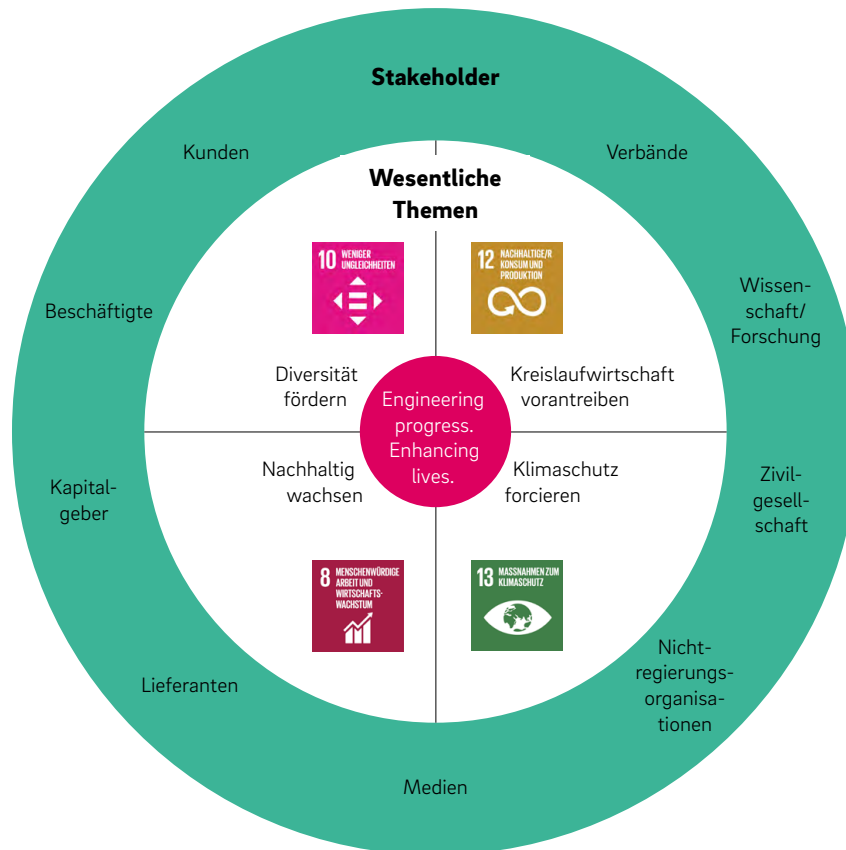 Stakeholder
Kunden
Verbände
Wesentliche
Themen
10 WENIGER
UNGLEICHHEITEN
12 NACHHALTIGE/R
KONSUM UND
PRODUKTION
Beschäftigte
Wissen-
schaft/
Forschung
Diversität
fördern
Kreislaufwirtschaft
vorantreiben
Engineering
progress.
Enhancing
lives.
Nachhaltig
wachsen
Klimaschutz
forcieren
Kapital-
geber
Zivil-
gesell-
schaft
8 MENSCHENWÜRDIGE
ARBEIT UND
WIRTSCHAFTS-
WACHSTUM
13 MASSNAHMEN ZUM
KLIMASCHUTZ
Lieferanten
Nicht-
regierungs-
organisa-
tionen
Medien